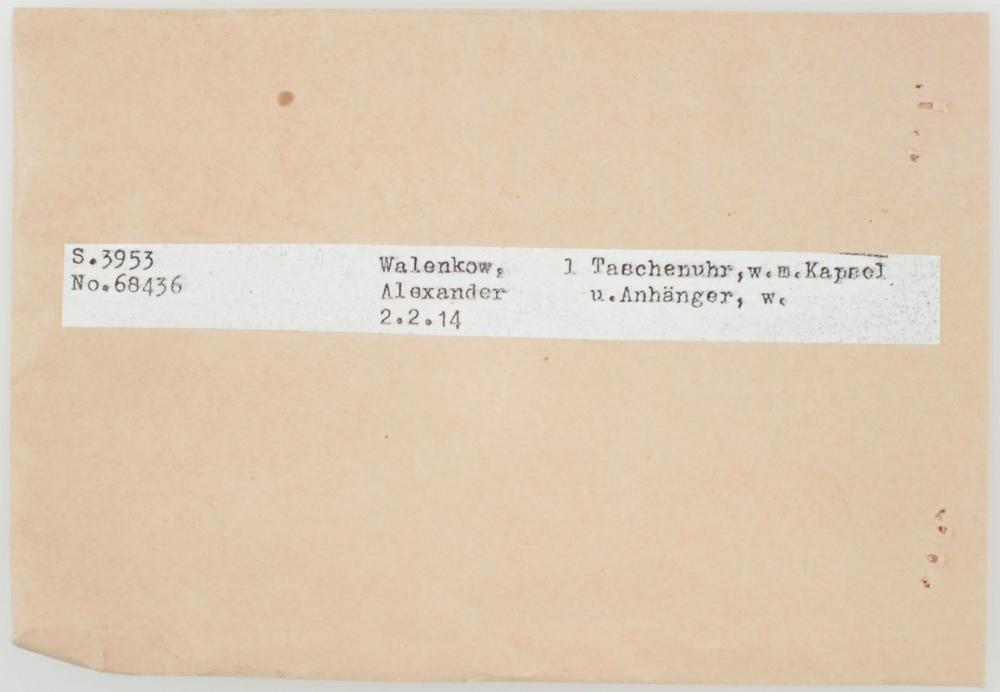 S.3953
No.68436
Walenkow,
Alexander
2.2.14
1 Taschenuhr,w.m.Kapsel
u.Anhänger, w.